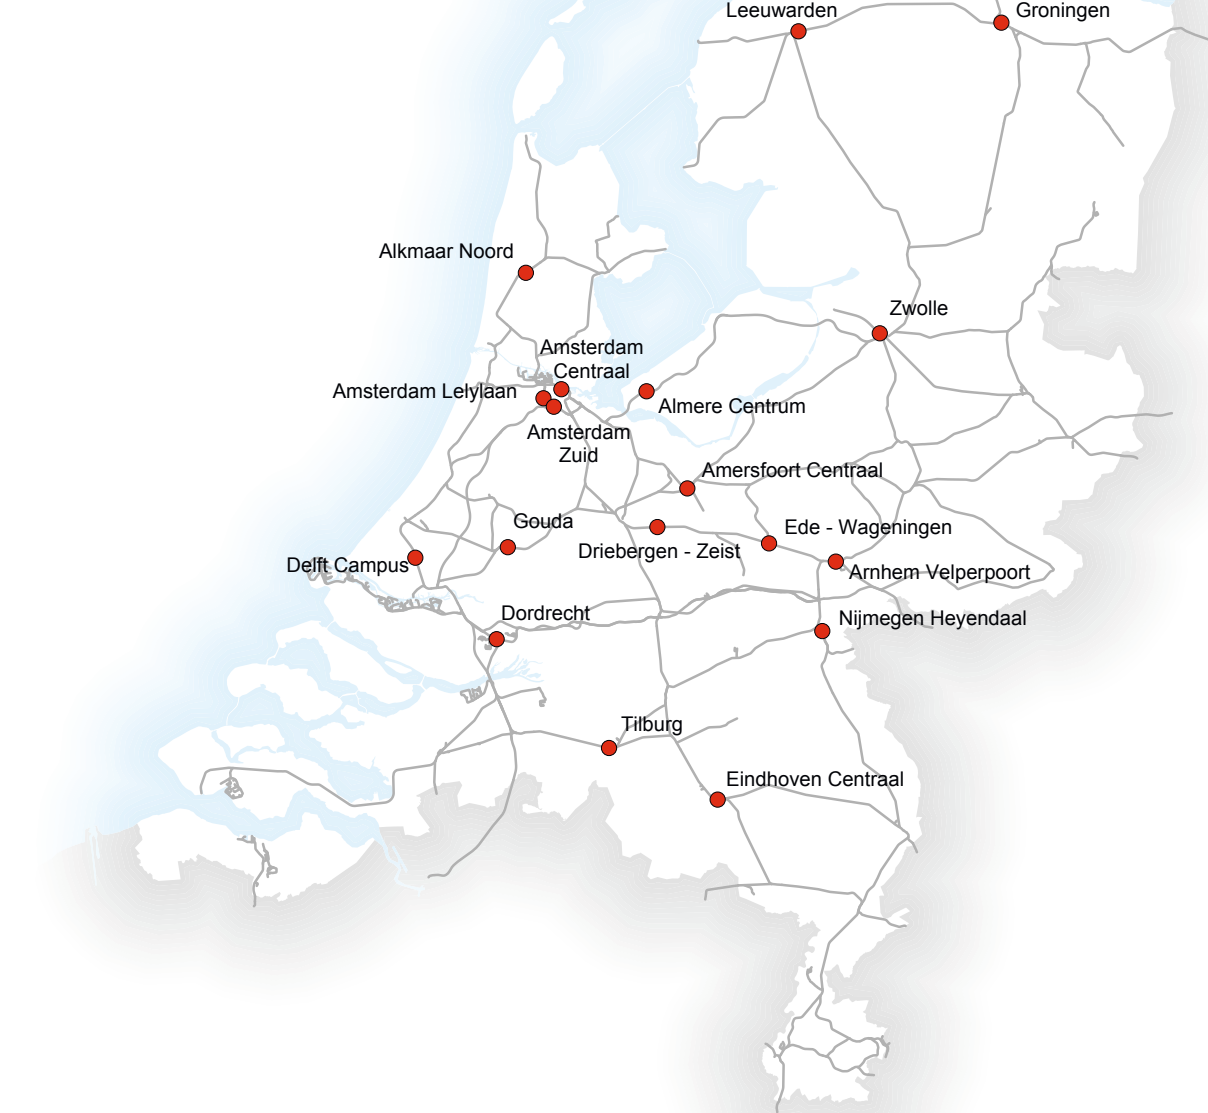 Leeuwarden
Groningen
Alkmaar Noord
Zwolle
Amsterdam
Centraal
Amsterdam Lelylaan
Almere Centrum
Amsterdam
Zuid
Amersfoort Centraal
Gouda
Ede - Wageningen
Driebergen - Zeist
Delft Campus
Arnhem Velperpoort
Dordrecht
Nijmegen Heyendaal
Tilburg
Eindhoven Centraal